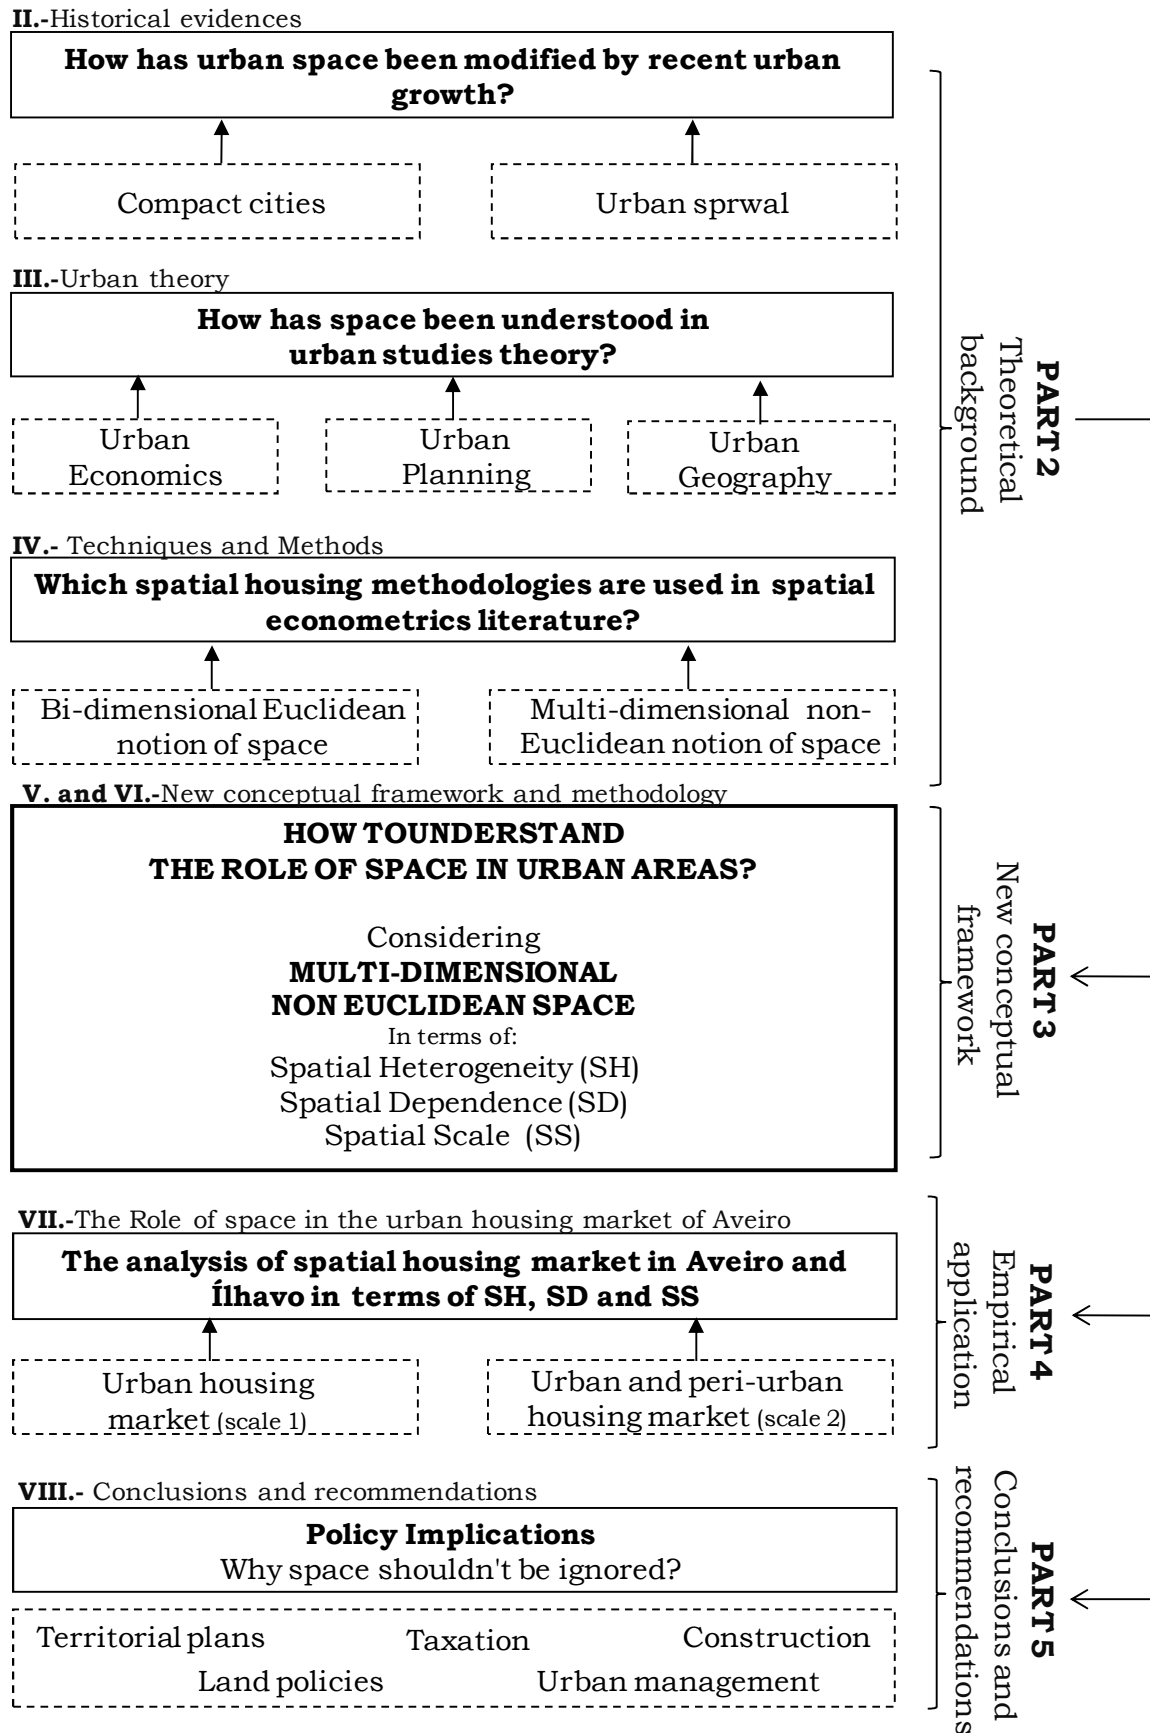 II.-Historical evidences
How has urban space been modified by recent urban
growth?
Compact cities
Urban sprwal
III.-Urban theory
How has space been understood in
urban studies theory?
Urban
Economics
Urban
Planning
Urban
Geography
IV.- Techniques and Methods
Which spatial housing methodologies are used in spatial
econometrics literature?
Bi-dimensional Euclidean
notion of space
Multi-dimensional non-
Euclidean notion of space
PART 2
Theoretical
background
V. and VI.-New conceptual framework and methodology
HOW TOUNDERSTAND
THE ROLE OF SPACE IN URBAN AREAS?
Considering
MULTI-DIMENSIONAL
NON EUCLIDEAN SPACE
In terms of:
Spatial Heterogeneity (SH)
Spatial Dependence (SD)
Spatial Scale (SS)
PART 3
New conceptual
framework
VII.-The Role of space in the urban housing market of Aveiro
The analysis of spatial housing market in Aveiro and
Ílhavo in terms of SH, SD and SS
Urban housing
market (scale 1)
Urban and peri-urban
housing market (scale 2)
PART 4
Empirical
application
VIII.- Conclusions and recommendations
Policy Implications
Why space shouldn't be ignored?
Territorial plans Taxation Construction
Land policies Urban management
PART 5
Conclusions and
recommendations